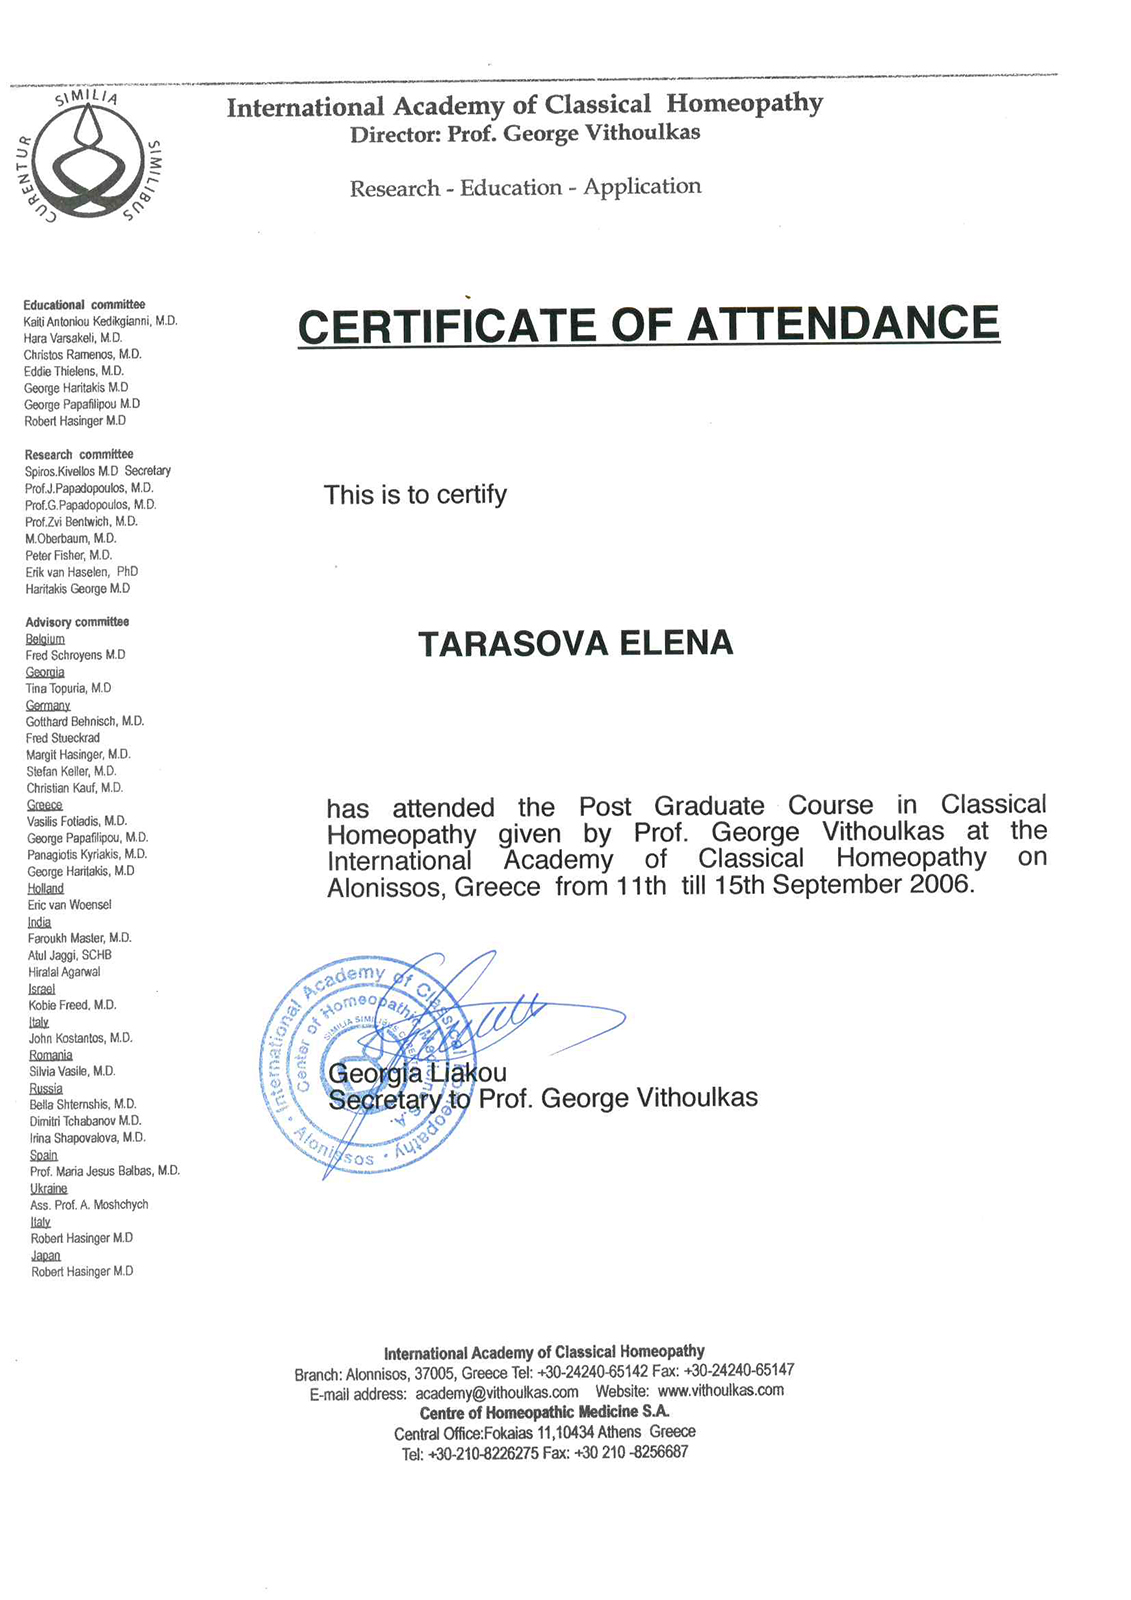 SIMILIA
SIMILIBUS
CURENTUR
International Academy of Classical Homeopathy
Director: Prof. George Vithoulkas
Research - Education - Application
Educational committee
Kaiti Antoniou Kedikgianni, M.D.
Hara Varsakeli, M.D.
Christos Ramenos, M.D.
Eddie Thielens, M.D.
George Haritakis M.D
George Papafilipou M.D
Robert Hasinger M.D
Research committee
Spiros.Kivellos M.D Secretary
Prof.J.Papadopoulos, M.D.
Prof.G.Papadopoulos, M.D.
Prof.Zvi Bentwich, M.D.
M.Oberbaum, M.D.
Peter Fisher, M.D.
Erik van Haselen, PhD
Haritakis George M.D
Advisory committee
Belgium
Fred Schroyens M.D
Georgia
Tina Topuria, M.D
Germany
Gotthard Behnisch, M.D.
Fred Stueckrad
Margit Hasinger, M.D.
Stefan Keller, M.D.
Christian Kauf, M.D.
Greece
Vasilis Fotiadis, M.D.
George Papafilipou, M.D.
Panagiotis Kyriakis, M.D.
George Haritakis, M.D
Holland
Eric van Woensel
India
Faroukh Master, M.D.
Atul Jaggi, SCHB
Hiralal Agarwal
Israel
Kobie Freed, M.D.
Italy
John Kostantos, M.D.
Romania
Silvia Vasile, M.D.
Russia
Bella Shternshis, M.D.
Dimitri Tchabanov M.D.
Irina Shapovalova, M.D.
Spain
Prof. Maria Jesus Balbas, M.D.
Ukraine
Ass. Prof. A. Moshchych
Italy
Robert Hasinger M.D
Japan
Robert Hasinger M.D
CERTIFICATE OF ATTENDANCE
This is to certify
TARASOVA ELENA
has attended the Post Graduate Course in Classical
Homeopathy given by Prof. George Vithoulkas at the
International Academy of Classical Homeopathy on
Alonissos, Greece from 11th till 15th September 2006.
International Academy of Classical Homeopathy • Alonissos •
Center of Homeopathic Medicine S.A.
SIMILIA SIMILIBUS
Georgia Liakou
Secretary to Prof. George Vithoulkas
International Academy of Classical Homeopathy
Branch: Alonnisos, 37005, Greece Tel: +30-24240-65142 Fax: +30-24240-65147
E-mail address: academy@vithoulkas.com Website: www.vithoulkas.com
Centre of Homeopathic Medicine S.A.
Central Office:Fokaias 11,10434 Athens Greece
Tel: +30-210-8226275 Fax: +30 210 -8256687